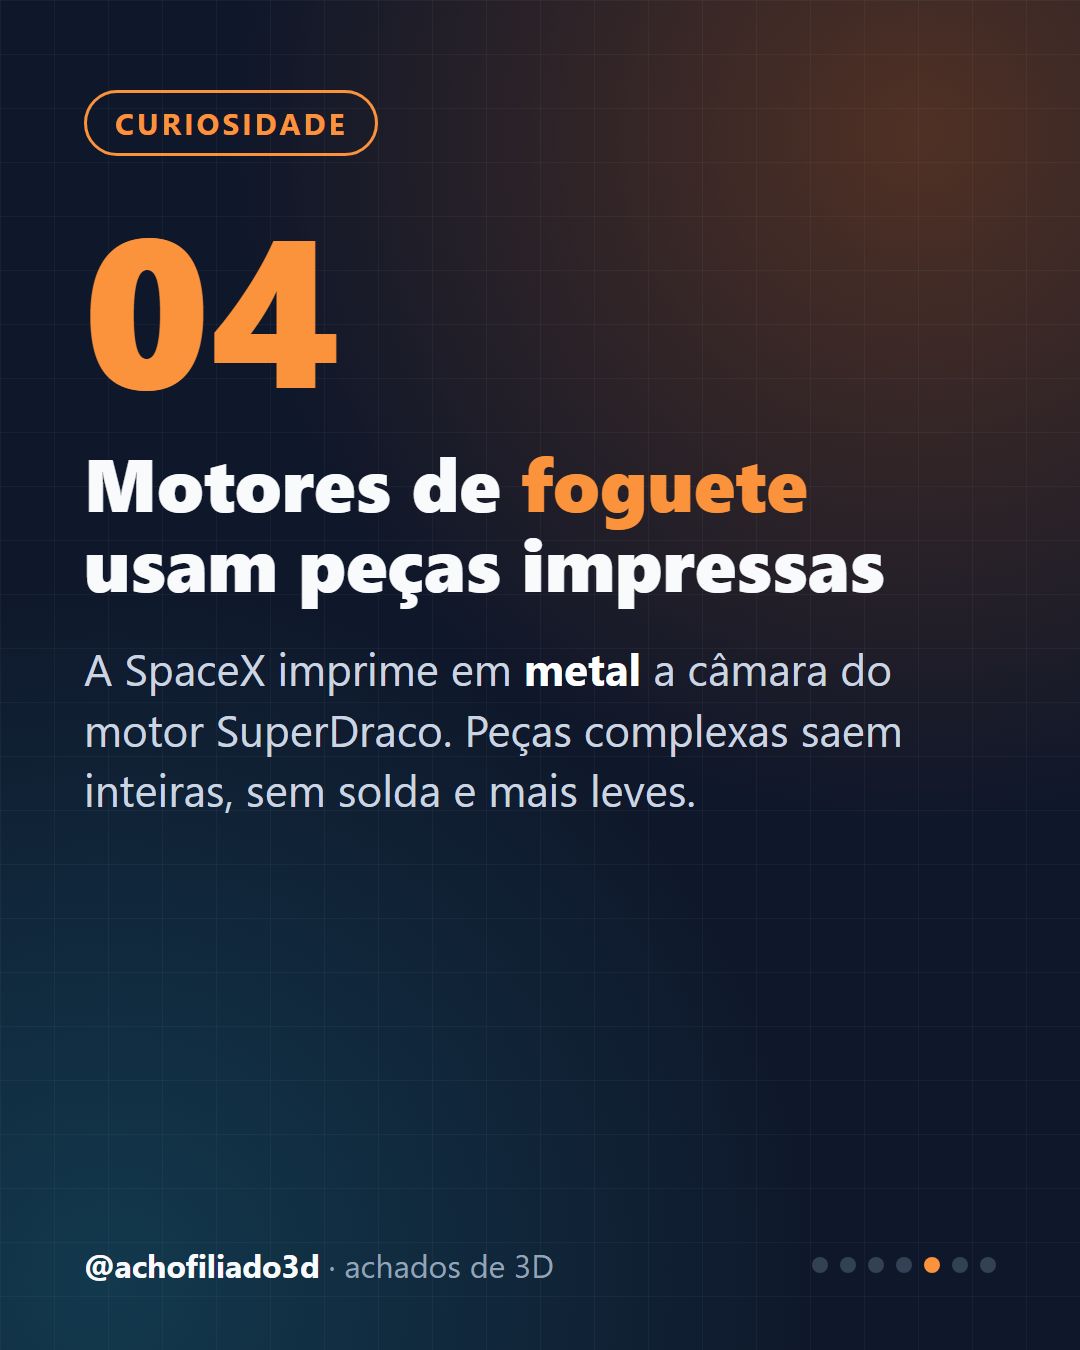 CURIOSIDADE
04
Motores de foguete
usam peças impressas
A SpaceX imprime em metal a câmara do
motor SuperDraco. Peças complexas saem
inteiras, sem solda e mais leves.
@achofiliado3d · achados de 3D